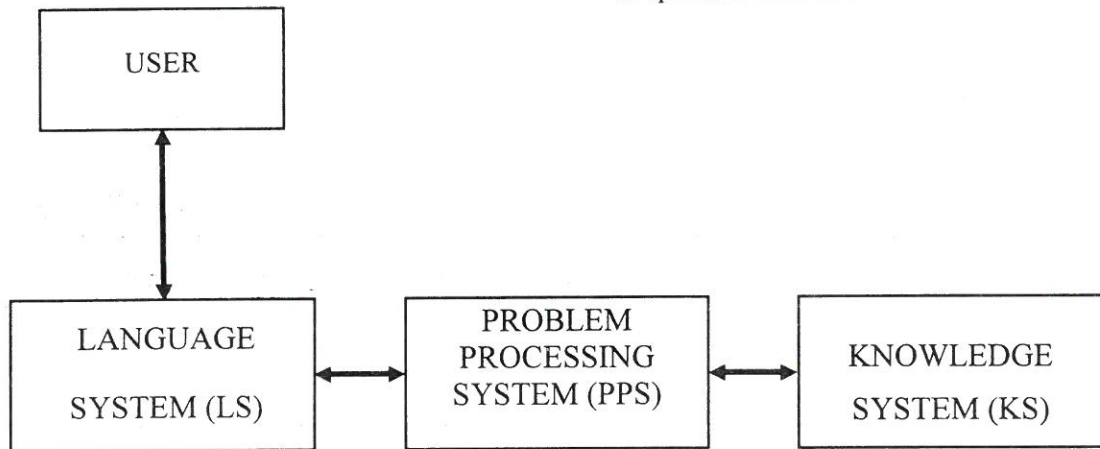 USER
LANGUAGE
SYSTEM (LS)
PROBLEM
PROCESSING
SYSTEM (PPS)
KNOWLEDGE
SYSTEM (KS)